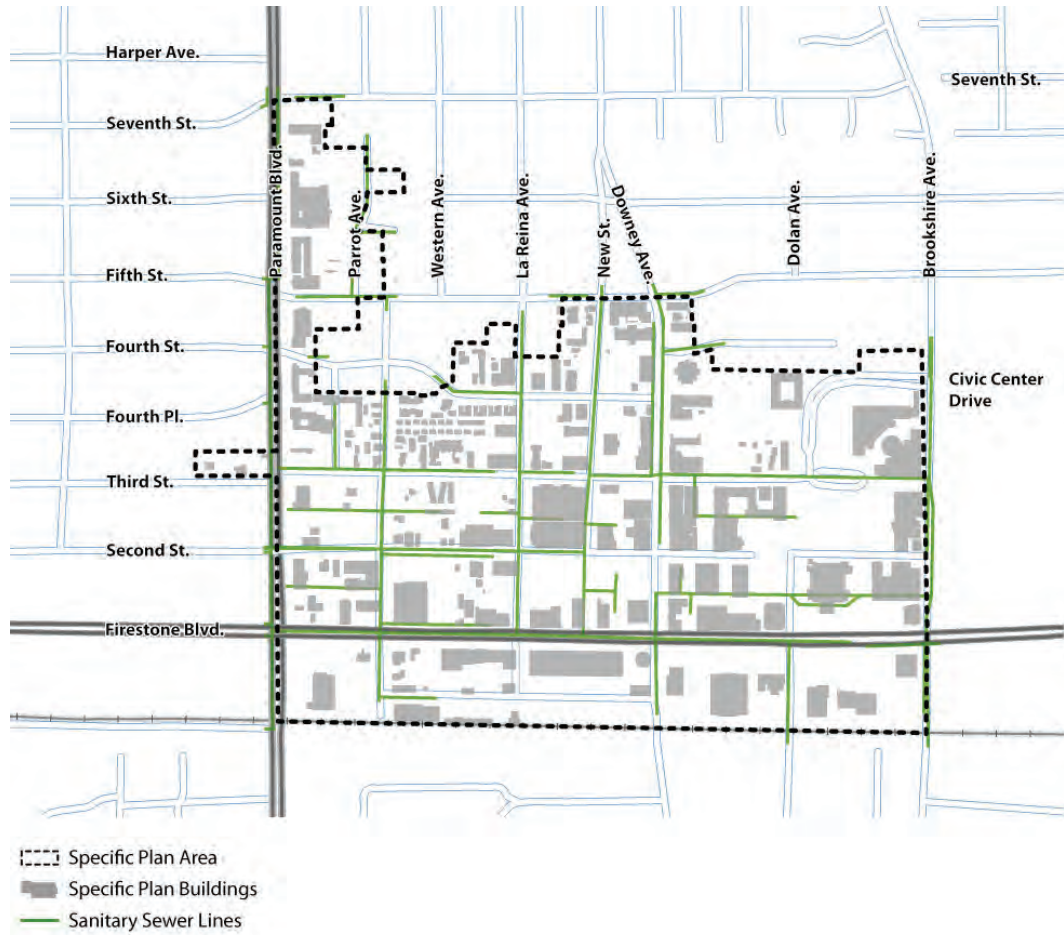 Harper Ave.
Seventh St.
Seventh St.
Sixth St.
Fifth St.
Fourth St.
Fourth Pl.
Third St.
Second St.
Firestone Blvd.
Paramount Blvd.
Parrot Ave.
Western Ave.
La Reina Ave.
New St.
Downey Ave.
Dolan Ave.
Brookshire Ave.
Civic Center
Drive
Specific Plan Area
Specific Plan Buildings
Sanitary Sewer Lines